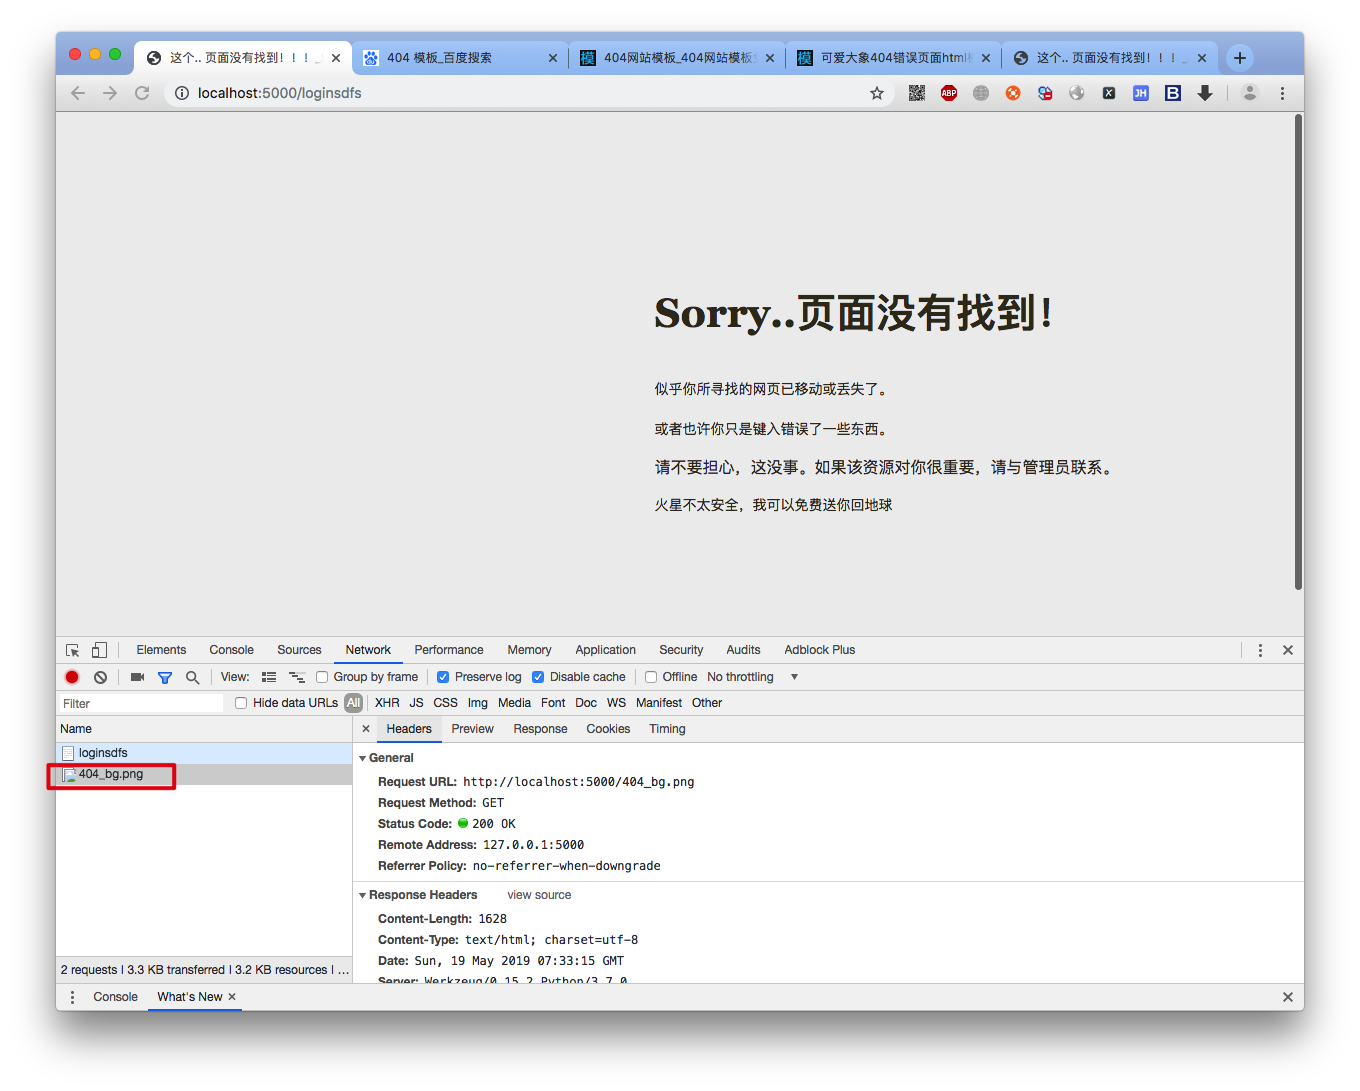 这个.. 页面没有找到！！！_
404 模板_百度搜索
404网站模板_404网站模板
可爱大象404错误页面html
这个.. 页面没有找到！！！_
localhost:5000/loginsdfs
ABP
JH
B
Sorry..页面没有找到！
似乎你所寻找的网页已移动或丢失了。
或者也许你只是键入错误了一些东西。
请不要担心，这没事。如果该资源对你很重要，请与管理员联系。
火星不太安全，我可以免费送你回地球
Elements Console Sources Network Performance Memory Application Security Audits Adblock Plus
View: Group by frame Preserve log Disable cache Offline No throttling
Filter Hide data URLs All XHR JS CSS Img Media Font Doc WS Manifest Other
Name
loginsdfs
404_bg.png
Headers Preview Response Cookies Timing
General
Request URL: http://localhost:5000/404_bg.png
Request Method: GET
Status Code: 200 OK
Remote Address: 127.0.0.1:5000
Referrer Policy: no-referrer-when-downgrade
Response Headers view source
Content-Length: 1628
Content-Type: text/html; charset=utf-8
Date: Sun, 19 May 2019 07:33:15 GMT
Server: Werkzeug/0.15.2 Python/3.7.0
2 requests | 3.3 KB transferred | 3.2 KB resources | ...
Console What's New